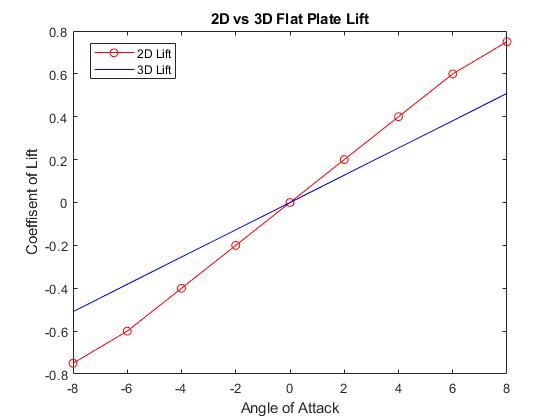 2D vs 3D Flat Plate Lift
0.8
2D Lift
3D Lift
0.6
0.4
0.2
Coeffisent of Lift
0
-0.2
-0.4
-0.6
-0.8
-8 -6 -4 -2 0 2 4 6 8
Angle of Attack